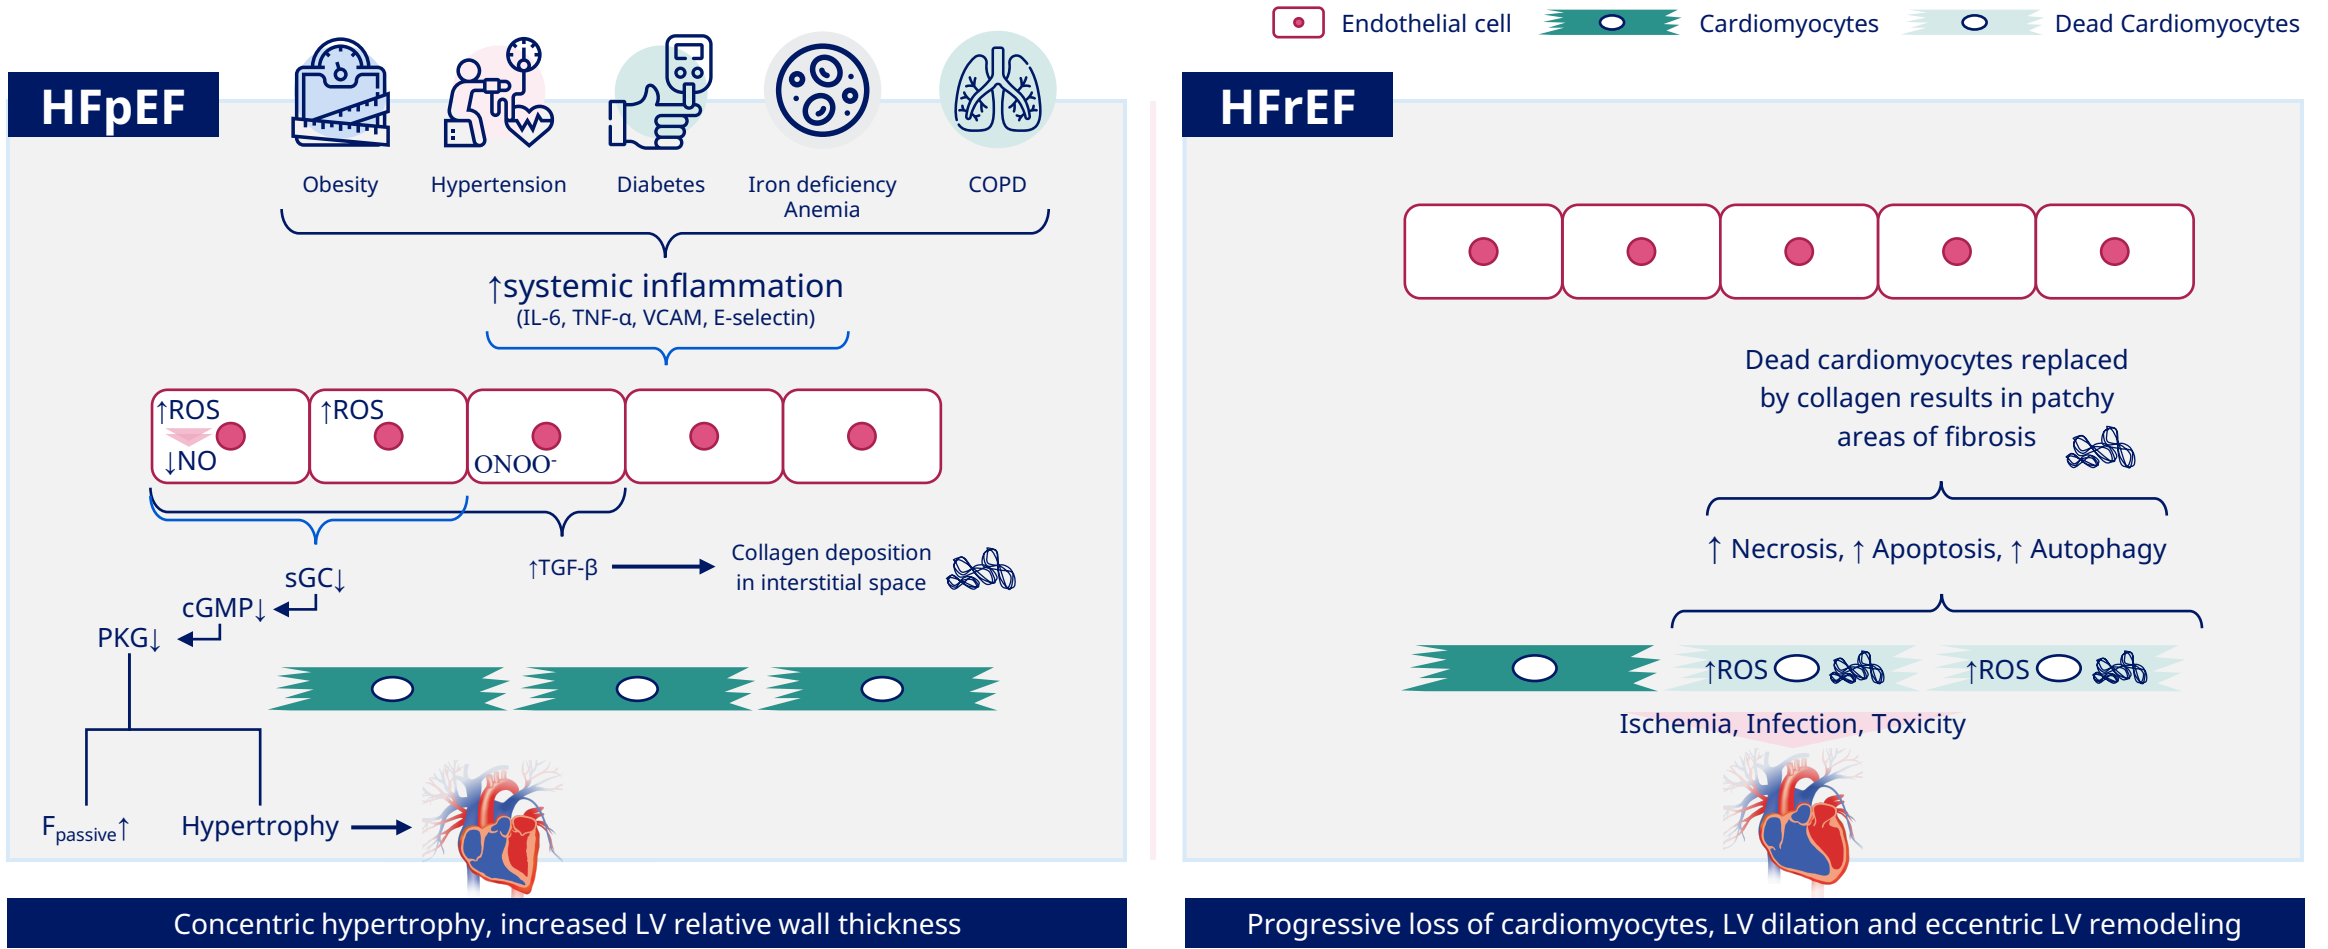 Endothelial cell
Cardiomyocytes
Dead Cardiomyocytes
HFpEF
Obesity
Hypertension
Diabetes
Iron deficiency
Anemia
COPD
↑systemic inflammation
(IL-6, TNF-α, VCAM, E-selectin)
↑ROS
↓NO
↑ROS
ONOO⁻
sGC↓
cGMP↓
PKG↓
↑TGF-β
Collagen deposition
in interstitial space
Fpassive↑
Hypertrophy
Concentric hypertrophy, increased LV relative wall thickness
HFrEF
Dead cardiomyocytes replaced
by collagen results in patchy
areas of fibrosis
↑ Necrosis, ↑ Apoptosis, ↑ Autophagy
↑ROS
↑ROS
Ischemia, Infection, Toxicity
Progressive loss of cardiomyocytes, LV dilation and eccentric LV remodeling